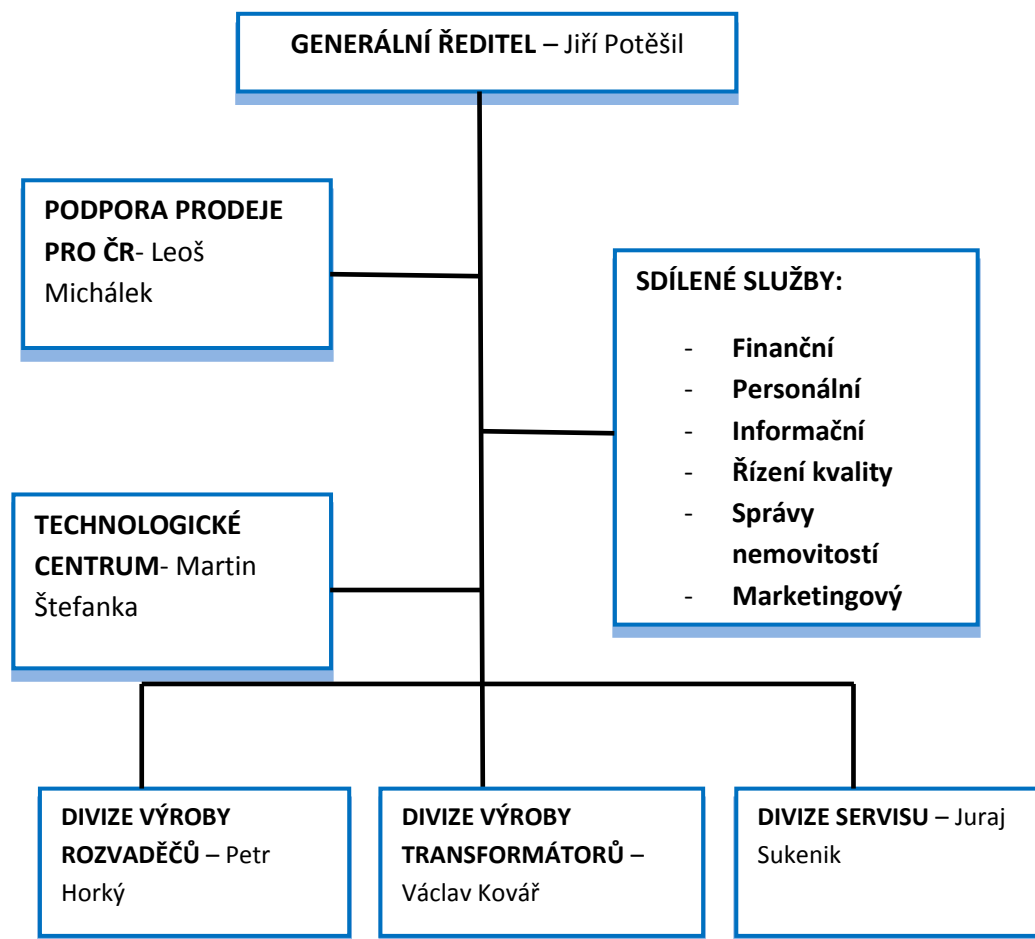 GENERÁLNÍ ŘEDITEL – Jiří Potěšil
PODPORA PRODEJE
PRO ČR- Leoš
Michálek
SDÍLENÉ SLUŽBY:
- Finanční
- Personální
- Informační
- Řízení kvality
- Správy
nemovitostí
- Marketingový
TECHNOLOGICKÉ
CENTRUM- Martin
Štefanka
DIVIZE VÝROBY
ROZVADĚČŮ – Petr
Horký
DIVIZE VÝROBY
TRANSFORMÁTORŮ –
Václav Kovář
DIVIZE SERVISU – Juraj
Sukenik